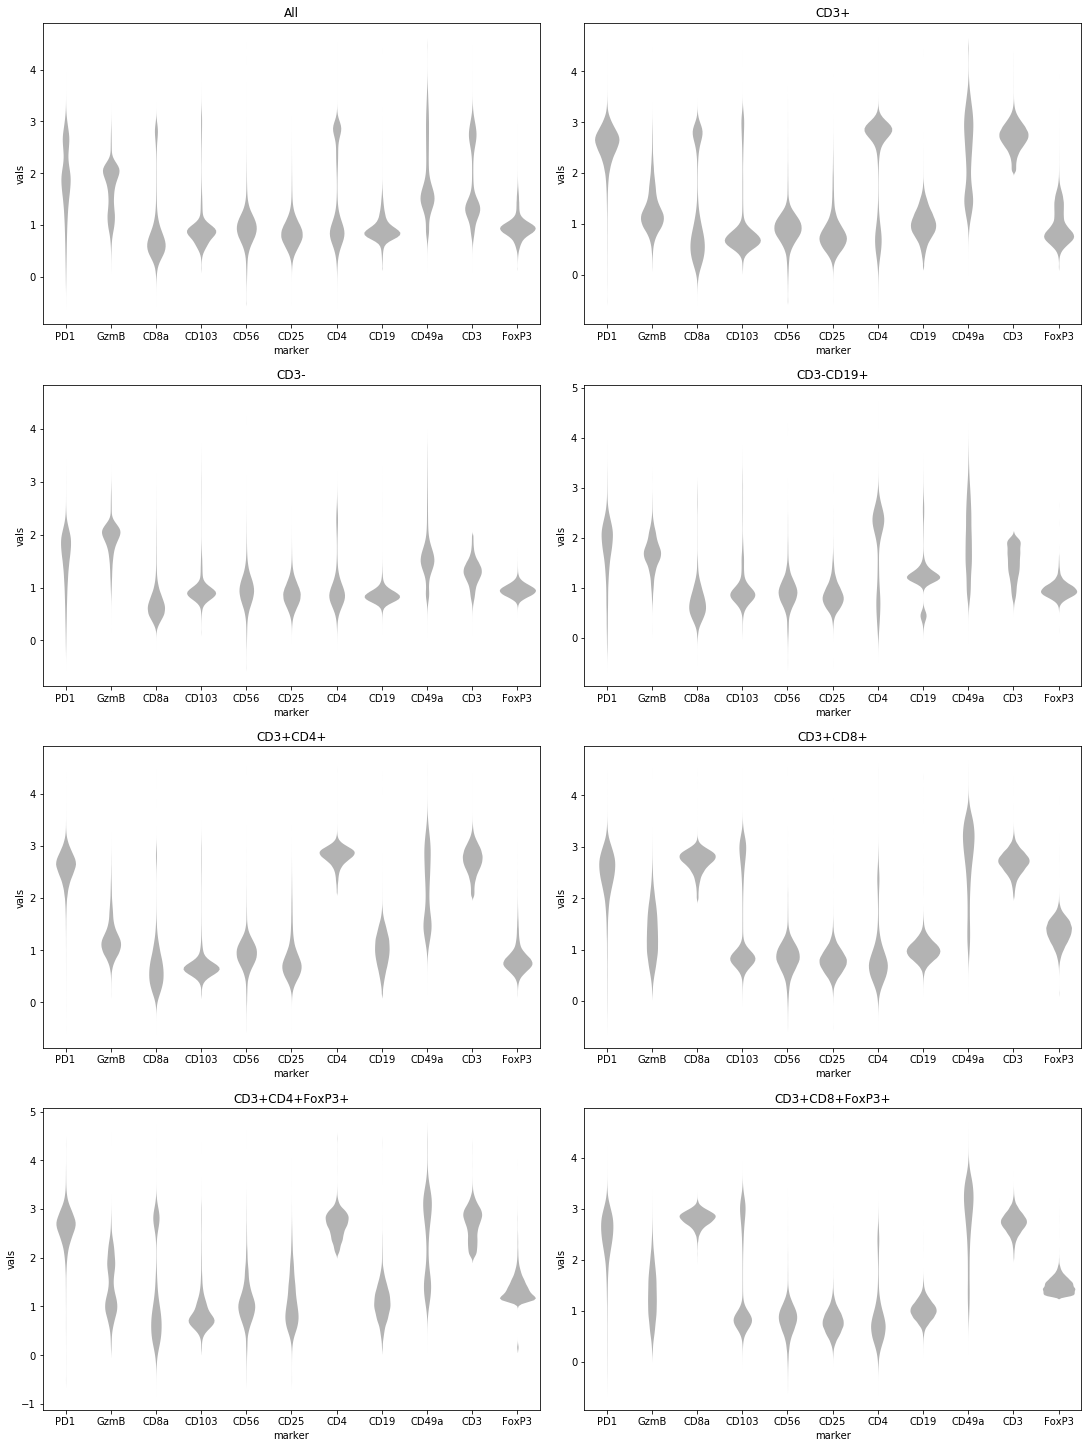 All
CD3+
4
3
2
1
0
vals
PD1 GzmB CD8a CD103 CD56 CD25 CD4 CD19 CD49a CD3 FoxP3
marker
4
3
2
1
0
vals
PD1 GzmB CD8a CD103 CD56 CD25 CD4 CD19 CD49a CD3 FoxP3
marker
CD3-
CD3-CD19+
4
3
2
1
0
vals
PD1 GzmB CD8a CD103 CD56 CD25 CD4 CD19 CD49a CD3 FoxP3
marker
5
4
3
2
1
0
vals
PD1 GzmB CD8a CD103 CD56 CD25 CD4 CD19 CD49a CD3 FoxP3
marker
CD3+CD4+
CD3+CD8+
4
3
2
1
0
vals
PD1 GzmB CD8a CD103 CD56 CD25 CD4 CD19 CD49a CD3 FoxP3
marker
4
3
2
1
0
vals
PD1 GzmB CD8a CD103 CD56 CD25 CD4 CD19 CD49a CD3 FoxP3
marker
CD3+CD4+FoxP3+
CD3+CD8+FoxP3+
5
4
3
2
1
0
−1
vals
PD1 GzmB CD8a CD103 CD56 CD25 CD4 CD19 CD49a CD3 FoxP3
marker
4
3
2
1
0
vals
PD1 GzmB CD8a CD103 CD56 CD25 CD4 CD19 CD49a CD3 FoxP3
marker